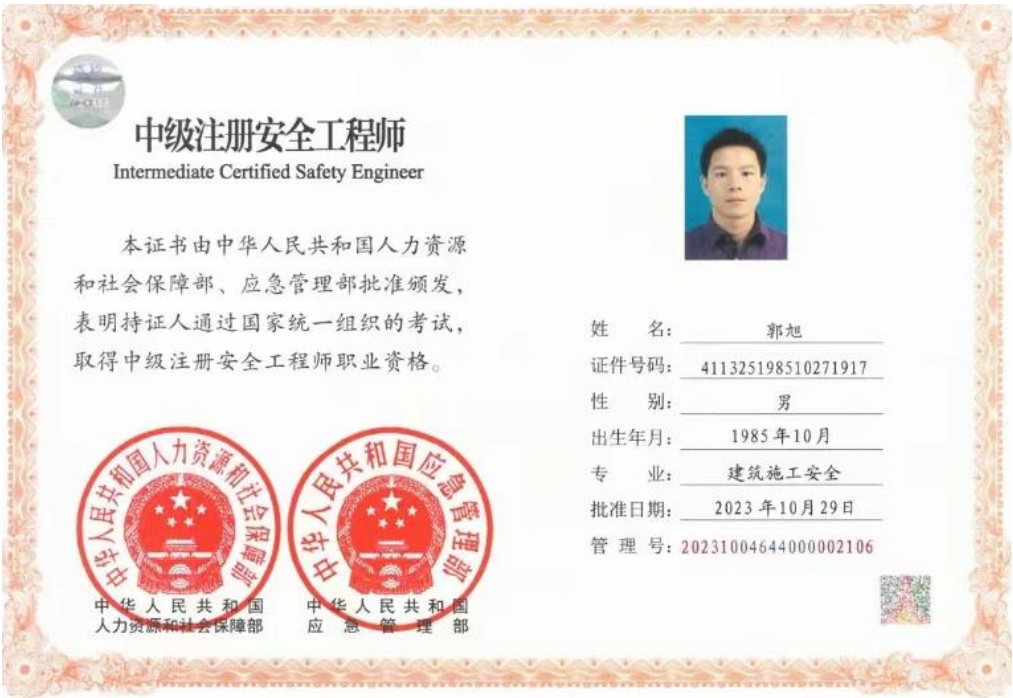 中级注册安全工程师
Intermediate Certified Safety Engineer
本证书由中华人民共和国人力资源
和社会保障部、应急管理部批准颁发，
表明持证人通过国家统一组织的考试，
取得中级注册安全工程师职业资格。
中华人民共和国人力资源和社会保障部
中华人民共和国应急管理部
中华人民共和国
人力资源和社会保障部
中华人民共和国
应急管理部
姓名：郭旭
证件号码：411325198510271917
性别：男
出生年月：1985年10月
专业：建筑施工安全
批准日期：2023年10月29日
管理号：20231004644000002106